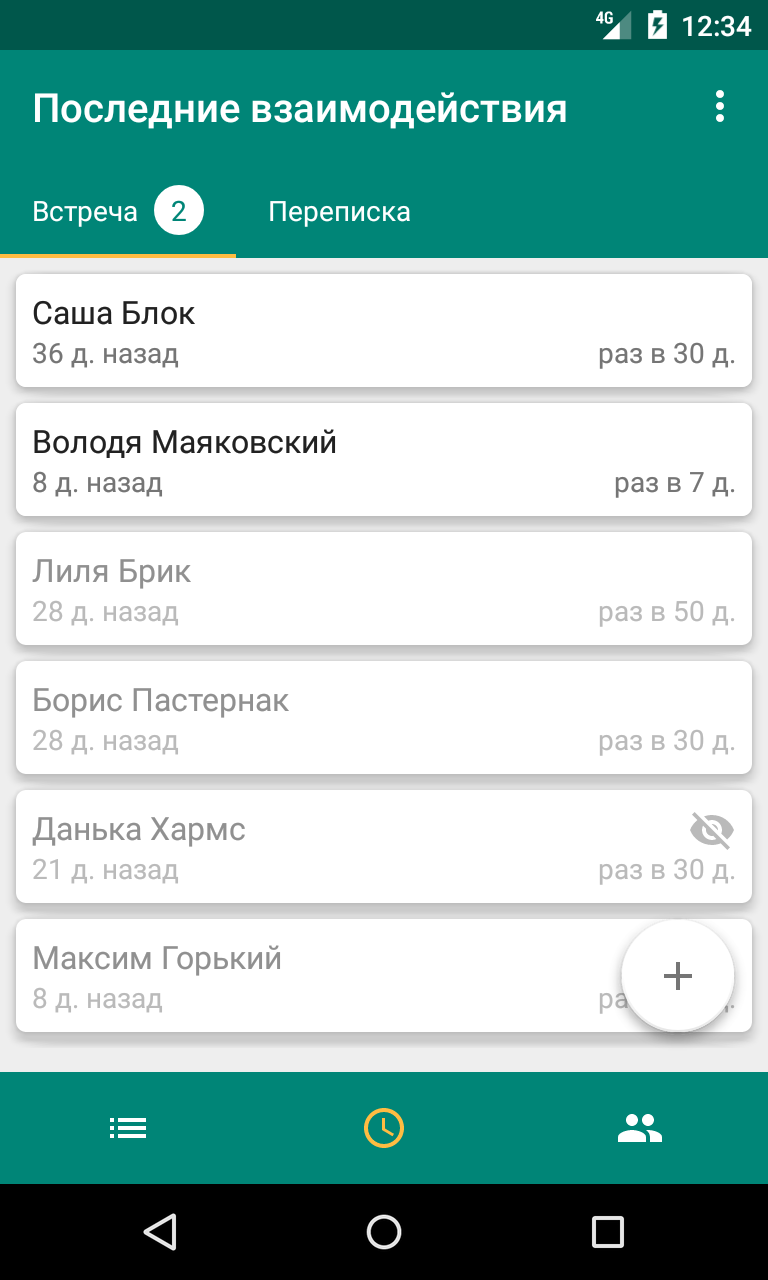 4G 12:34
Последние взаимодействия
Встреча 2 Переписка
Саша Блок
36 д. назад раз в 30 д.
Володя Маяковский
8 д. назад раз в 7 д.
Лиля Брик
28 д. назад раз в 50 д.
Борис Пастернак
28 д. назад раз в 30 д.
Данька Хармс
21 д. назад раз в 30 д.
Максим Горький
8 д. назад